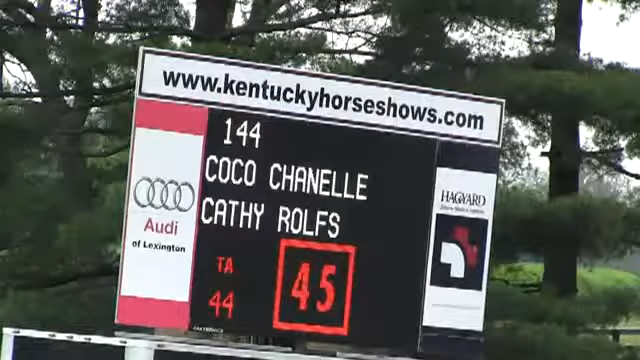 www.kentuckyhorseshows.com
144
COCO CHANELLE
CATHY ROLFS
Audi
of Lexington
TA
44
45
HAGYARD